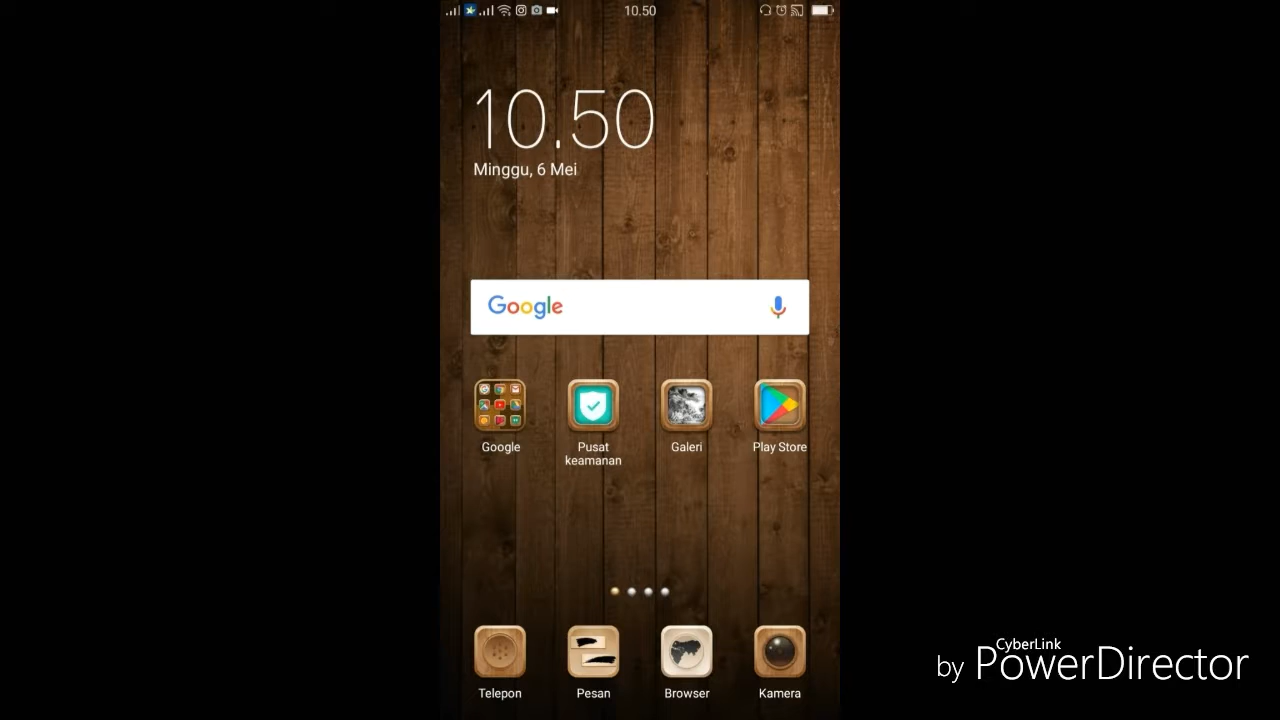 10.50
10.50
Minggu, 6 Mei
Google
Google
Pusat
keamanan
Galeri
Play Store
Telepon
Pesan
Browser
Kamera
CyberLink
by PowerDirector